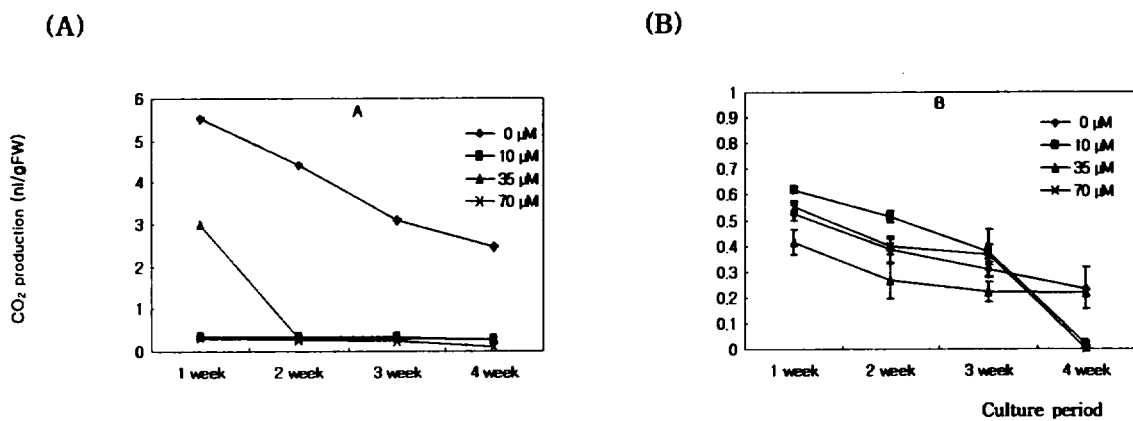 (A)
(B)
CO₂ production (nl/gFW)
A
6
5
4
3
2
1
0
0 μM
10 μM
35 μM
70 μM
1 week 2 week 3 week 4 week
B
1
0.9
0.8
0.7
0.6
0.5
0.4
0.3
0.2
0.1
0
0 μM
10 μM
35 μM
70 μM
1 week 2 week 3 week 4 week
Culture period